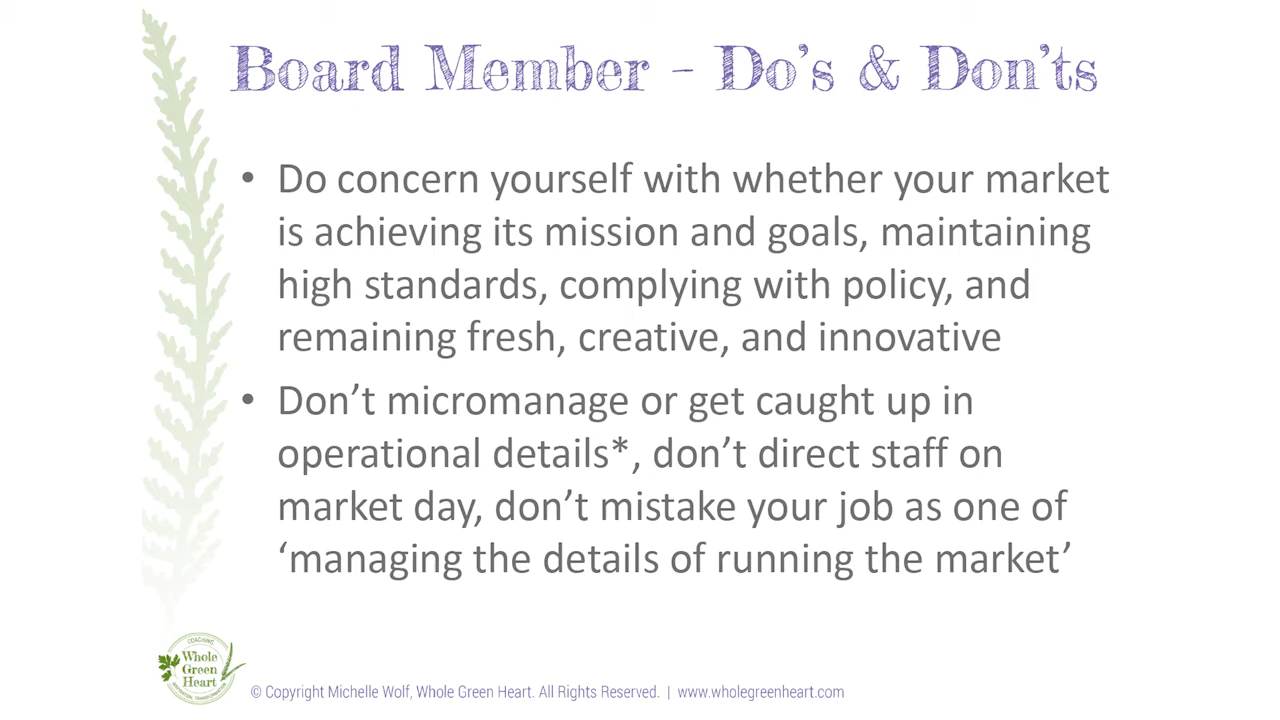 Board Member – Do's & Don'ts
• Do concern yourself with whether your market
is achieving its mission and goals, maintaining
high standards, complying with policy, and
remaining fresh, creative, and innovative
• Don't micromanage or get caught up in
operational details*, don't direct staff on
market day, don't mistake your job as one of
‘managing the details of running the market’
COACHING
Whole
Green
Heart
© Copyright Michelle Wolf, Whole Green Heart. All Rights Reserved. | www.wholegreenheart.com